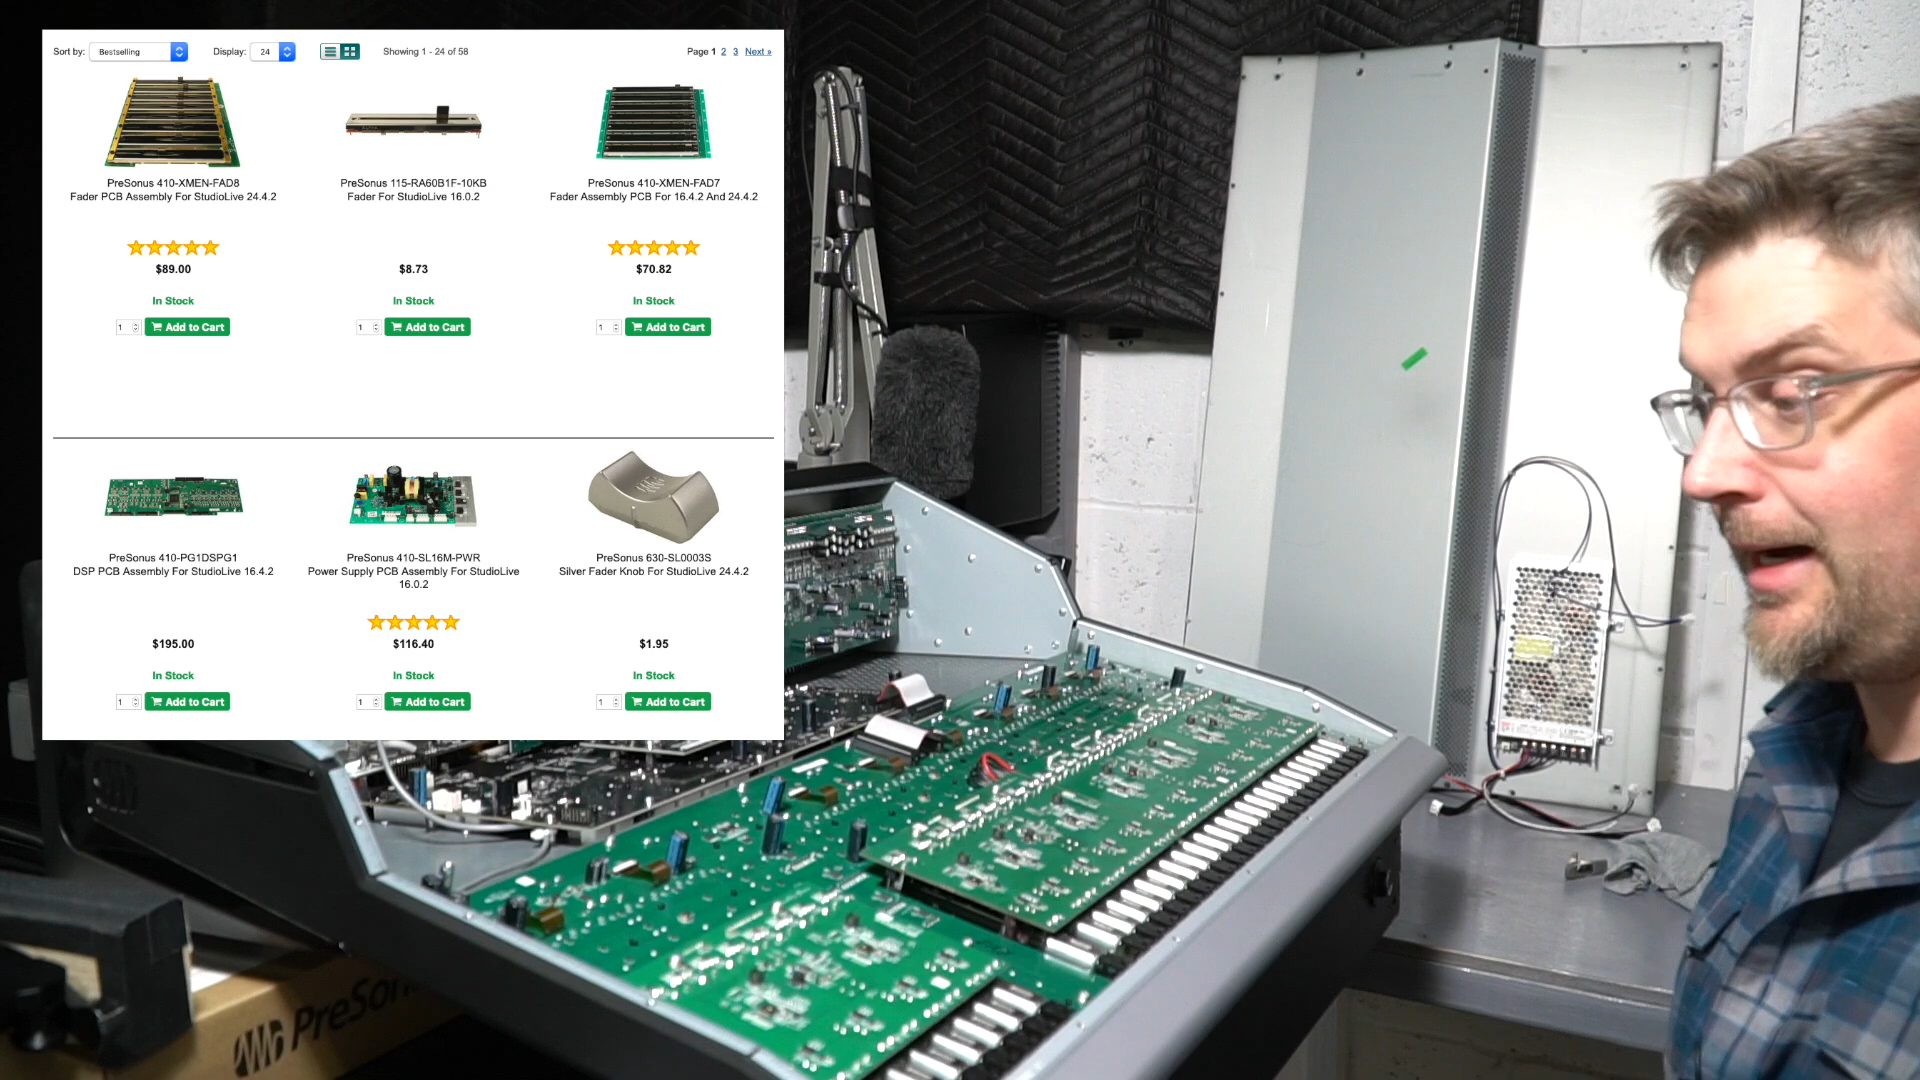 Sort by: Bestselling Display: 24 Showing 1 - 24 of 58 Page 1 2 3 Next »
PreSonus 410-XMEN-FAD8
Fader PCB Assembly For StudioLive 24.4.2
$89.00
In Stock
1 Add to Cart
PreSonus 115-RA60B1F-10KB
Fader For StudioLive 16.0.2
$8.73
In Stock
1 Add to Cart
PreSonus 410-XMEN-FAD7
Fader Assembly PCB For 16.4.2 And 24.4.2
$70.82
In Stock
1 Add to Cart
PreSonus 410-PG1DSPG1
DSP PCB Assembly For StudioLive 16.4.2
$195.00
In Stock
1 Add to Cart
PreSonus 410-SL16M-PWR
Power Supply PCB Assembly For StudioLive
16.0.2
$116.40
In Stock
1 Add to Cart
PreSonus 630-SL0003S
Silver Fader Knob For StudioLive 24.4.2
$1.95
In Stock
1 Add to Cart